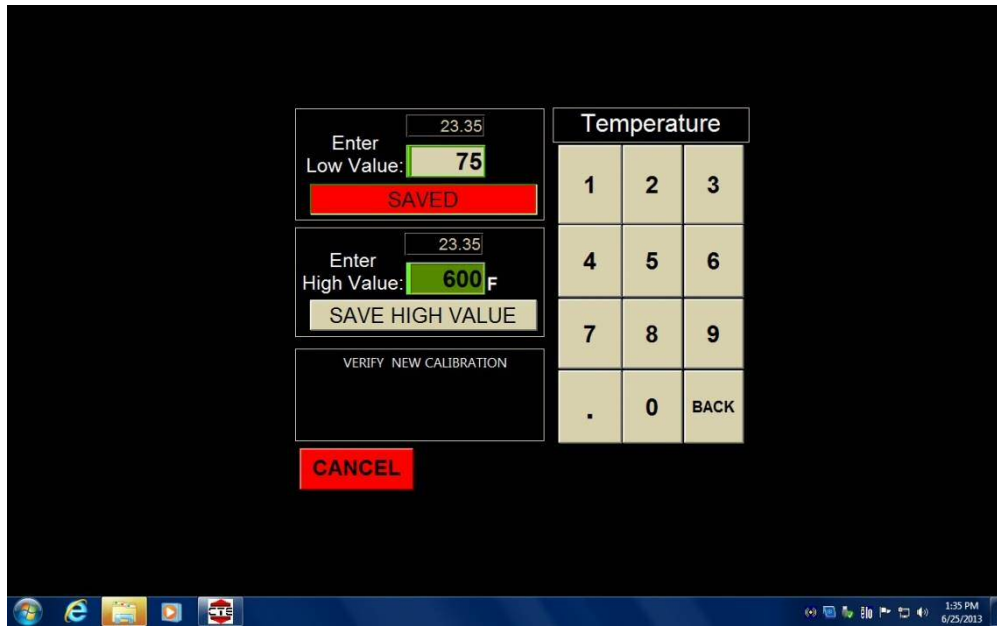 23.35
Enter
Low Value:
75
SAVED
23.35
Enter
High Value:
600 F
SAVE HIGH VALUE
VERIFY NEW CALIBRATION
CANCEL
Temperature
1 2 3
4 5 6
7 8 9
. 0 BACK
CTE
1:35 PM
6/25/2013